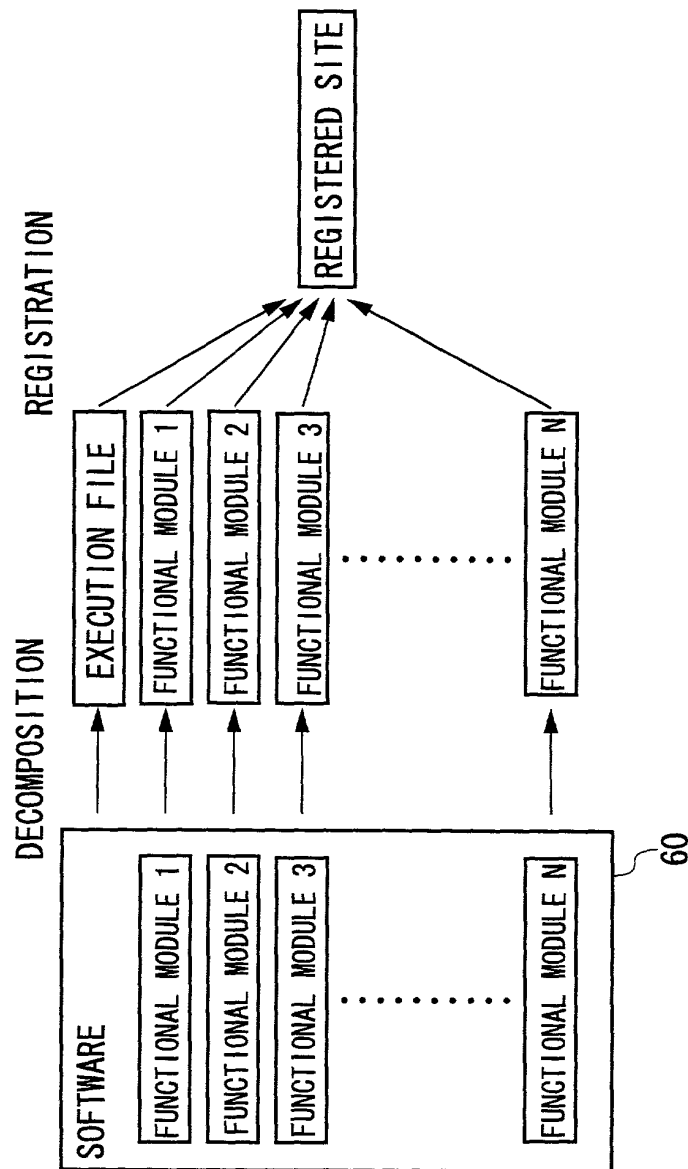 DECOMPOSITION
REGISTRATION
SOFTWARE
FUNCTIONAL MODULE 1
FUNCTIONAL MODULE 2
FUNCTIONAL MODULE 3
FUNCTIONAL MODULE N
60
EXECUTION FILE
FUNCTIONAL MODULE 1
FUNCTIONAL MODULE 2
FUNCTIONAL MODULE 3
FUNCTIONAL MODULE N
REGISTERED SITE